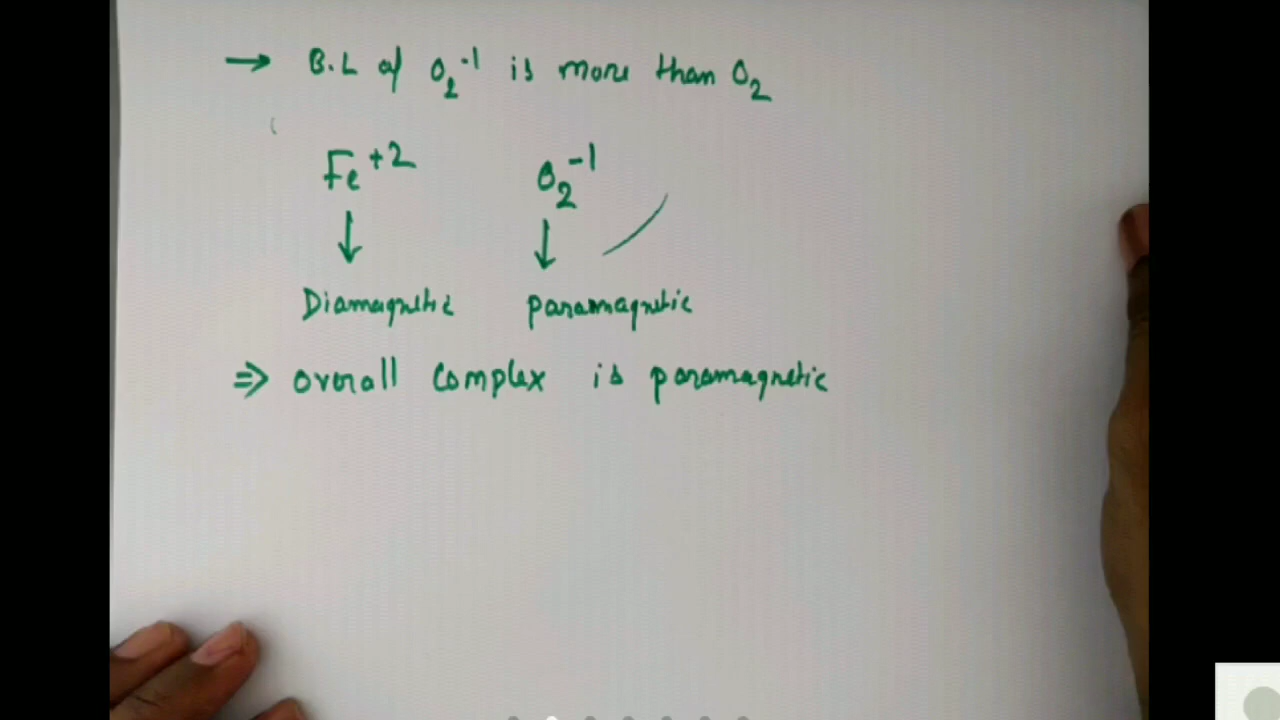 → B.L of O₂⁻¹ is more than O₂
Fe⁺² O₂⁻¹
↓ ↓
Diamagnetic paramagnetic
⇒ overall complex is paramagnetic